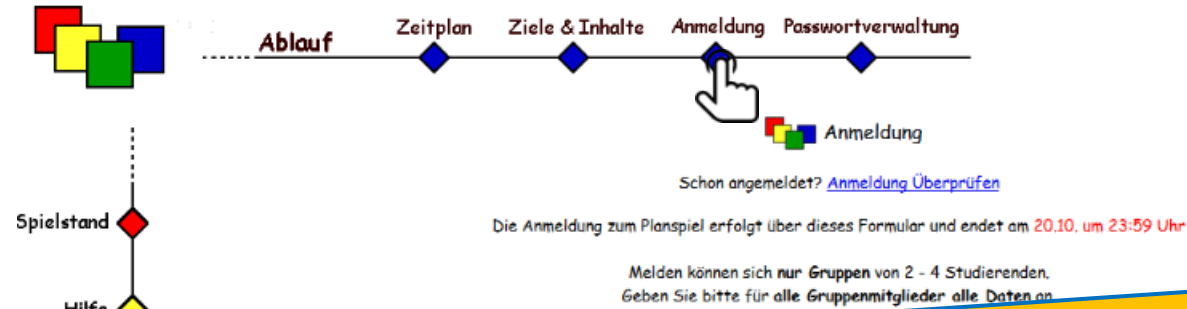 Ablauf
Zeitplan
Ziele & Inhalte
Anmeldung
Passwortverwaltung
Anmeldung
Schon angemeldet? Anmeldung Überprüfen
Spielstand
Die Anmeldung zum Planspiel erfolgt über dieses Formular und endet am 20.10. um 23:59 Uhr
Melden können sich nur Gruppen von 2 - 4 Studierenden.
Geben Sie bitte für alle Gruppenmitglieder alle Daten an
Hilfe